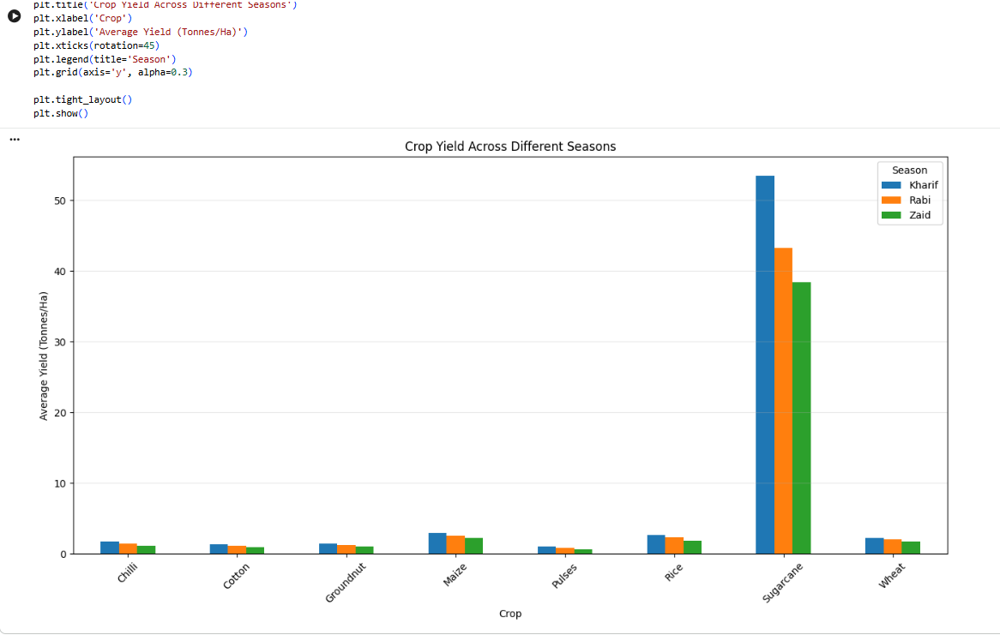 plt.title('Crop Yield Across Different Seasons')
plt.xlabel('Crop')
plt.ylabel('Average Yield (Tonnes/Ha)')
plt.xticks(rotation=45)
plt.legend(title='Season')
plt.grid(axis='y', alpha=0.3)
plt.tight_layout()
plt.show()
...
Crop Yield Across Different Seasons
Season
Kharif
Rabi
Zaid
50
40
30
20
10
0
Average Yield (Tonnes/Ha)
Chilli
Cotton
Groundnut
Maize
Pulses
Rice
Sugarcane
Wheat
Crop